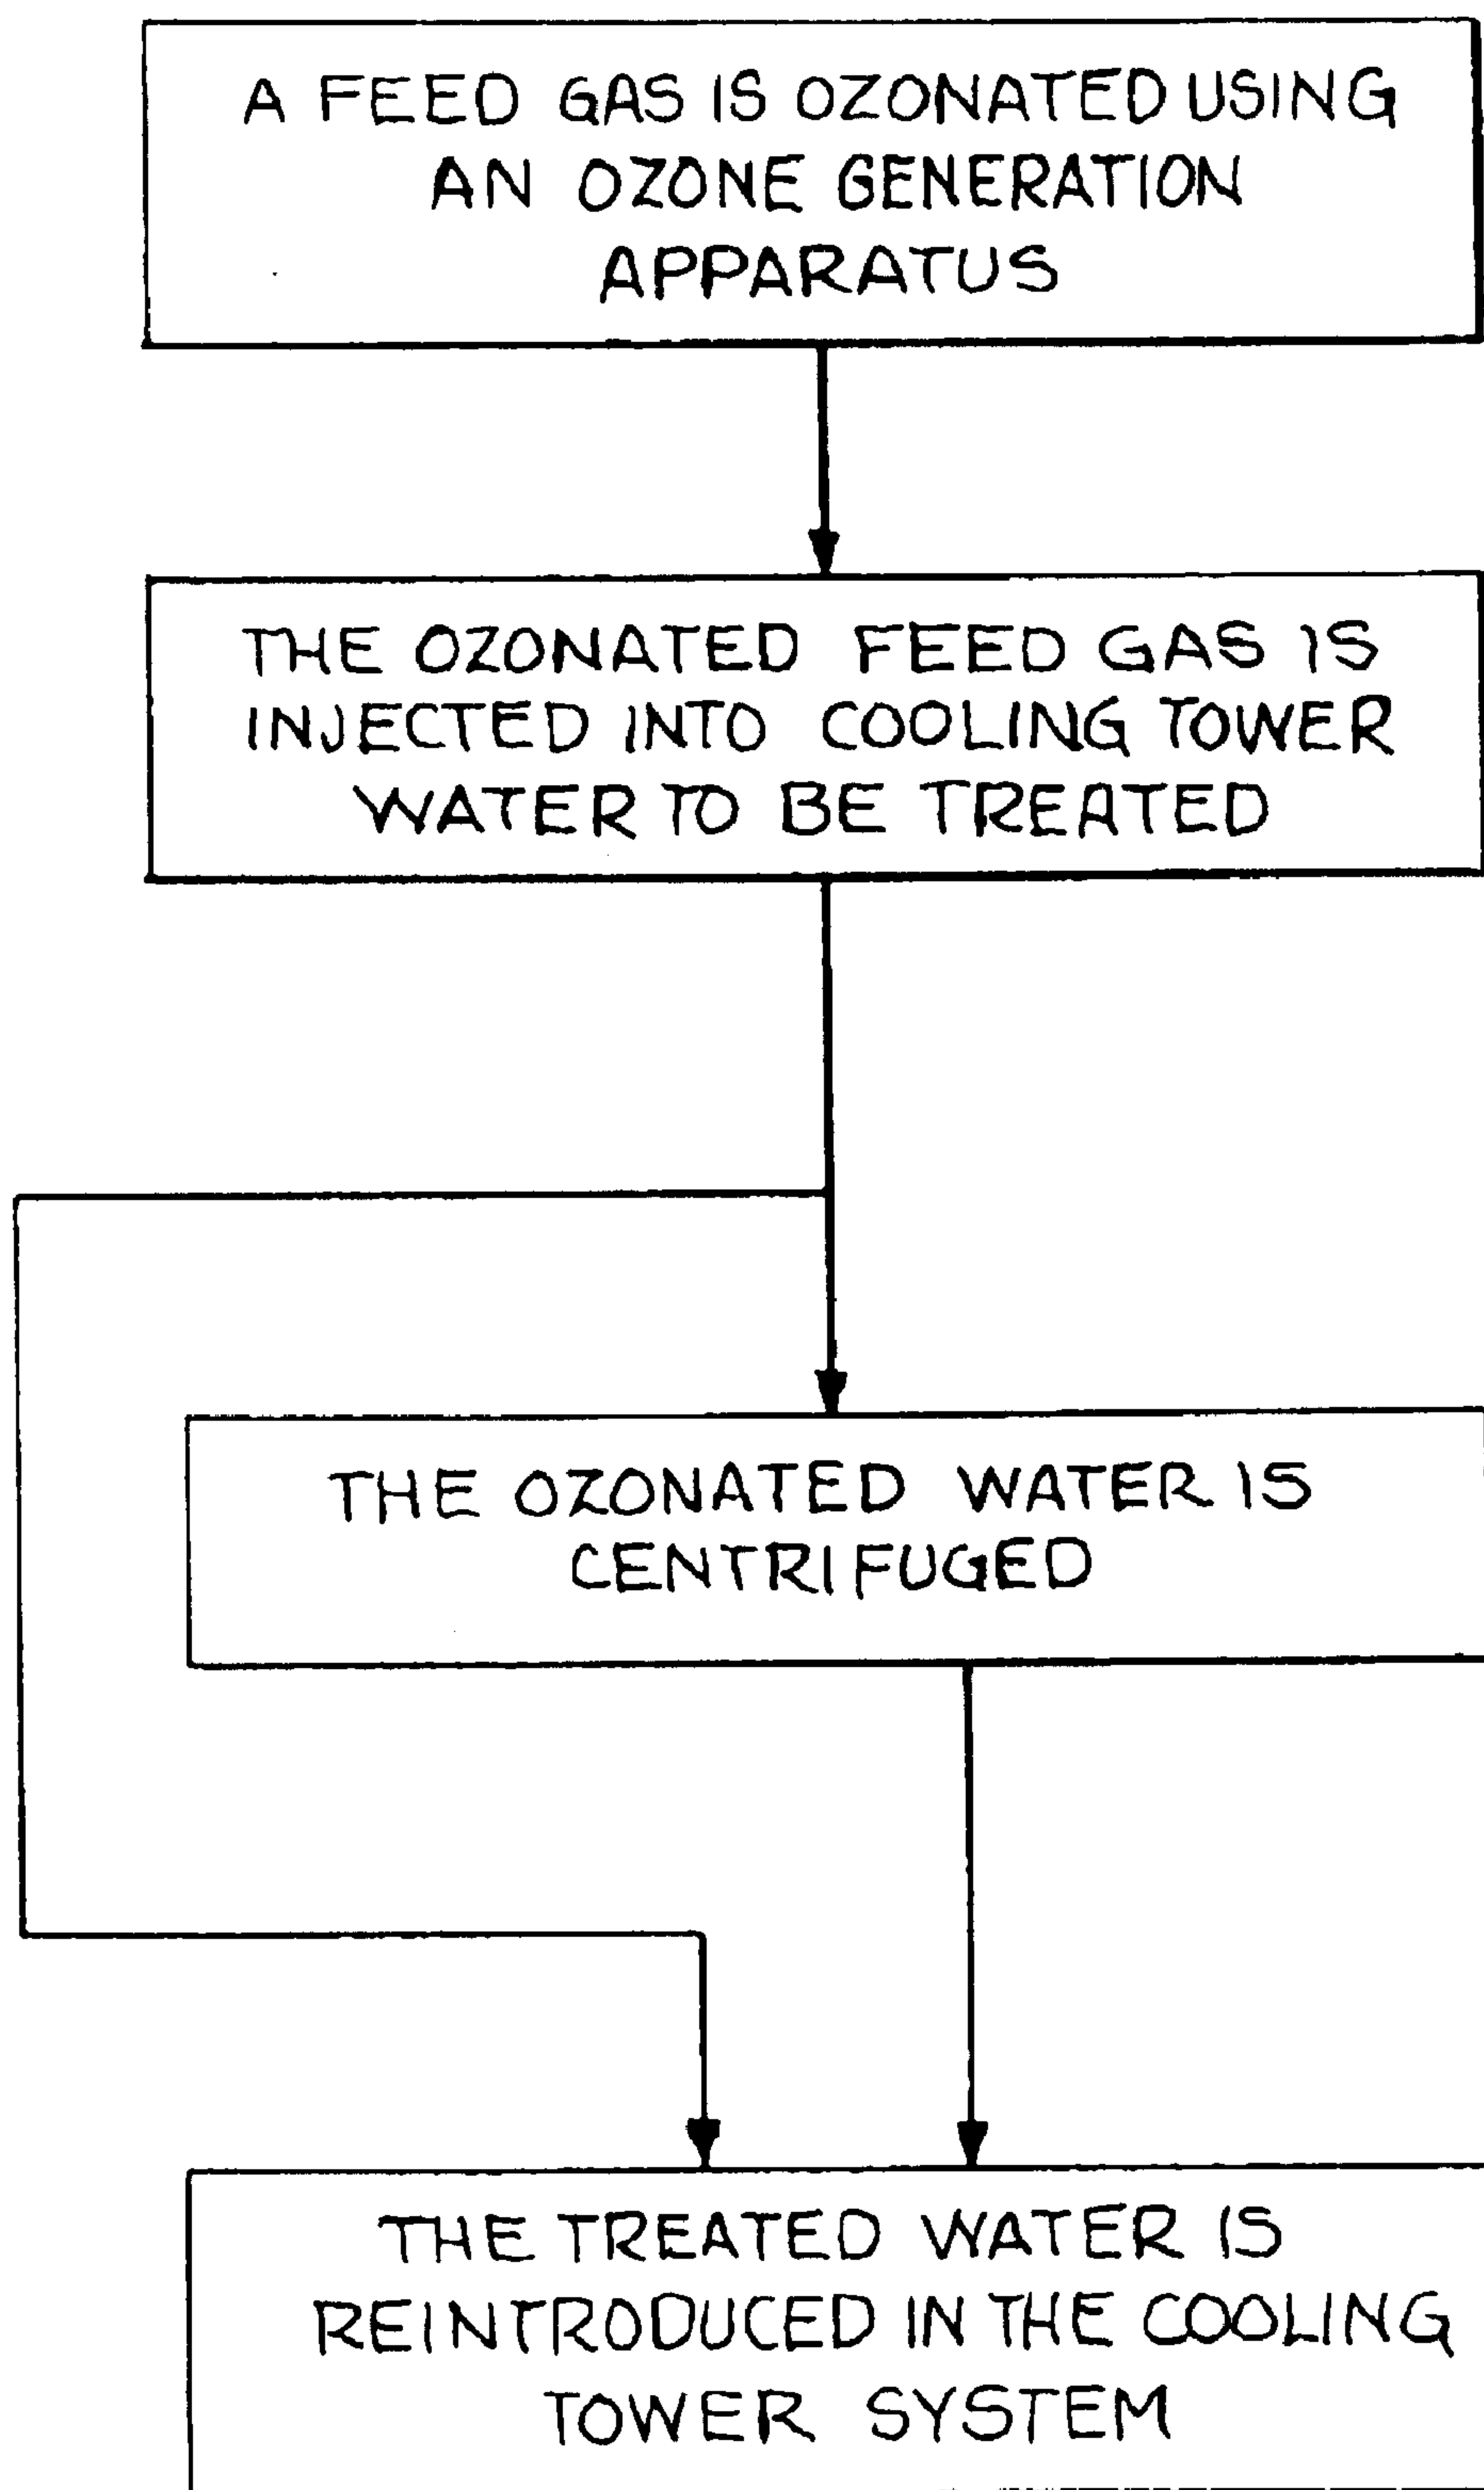 A FEED GAS IS OZONATED USING
AN OZONE GENERATION
APPARATUS
THE OZONATED FEED GAS IS
INJECTED INTO COOLING TOWER
WATER TO BE TREATED
THE OZONATED WATER IS
CENTRIFUGED
THE TREATED WATER IS
REINTRODUCED IN THE COOLING
TOWER SYSTEM